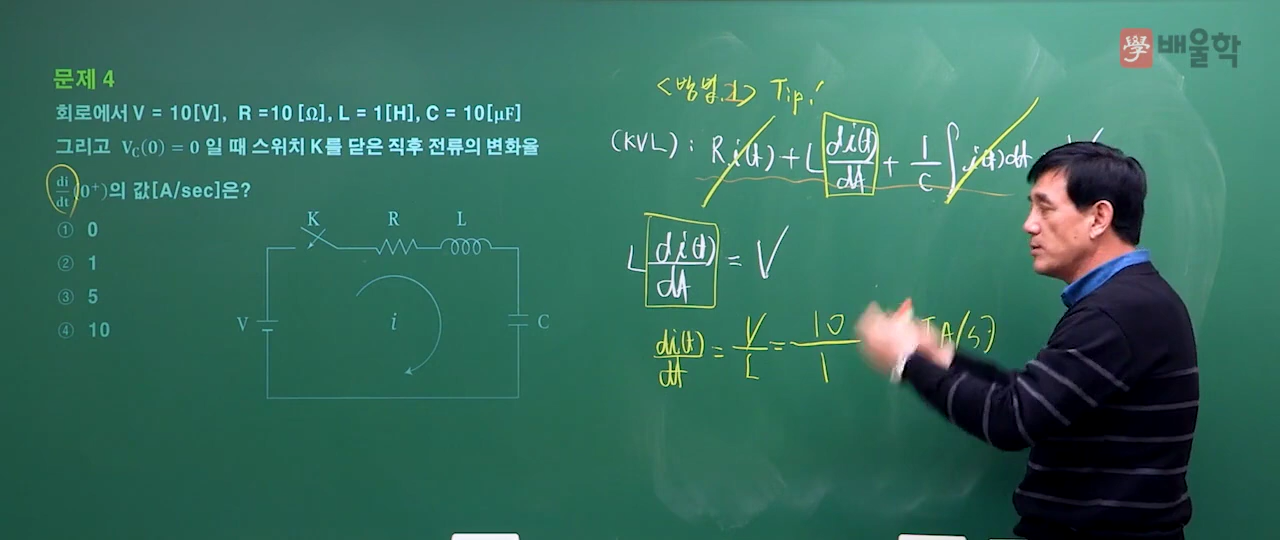 學 배울학
문제 4
회로에서 V = 10[V], R =10 [Ω], L = 1[H], C = 10[μF]
그리고 V_C(0) = 0 일 때 스위치 K를 닫은 직후 전류의 변화율
di/dt(0⁺)의 값[A/sec]은?
① 0
② 1
③ 5
④ 10
K R L
V i C
<방법.1> Tip!
(KVL) : R.i(t) + L di(t)/dt + 1/C ∫ i(t)dt
L di(t)/dt = V
di(t)/dt = V/L = 10/1 [A/s]